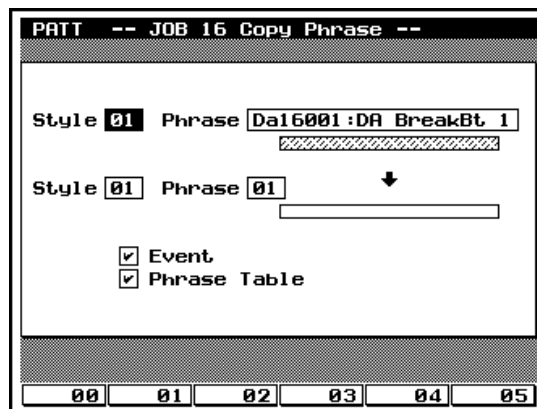 PATT -- JOB 16 Copy Phrase --
Style 01 Phrase Da16001:DA BreakBt 1
Style 01 Phrase 01
Event
Phrase Table
00 01 02 03 04 05